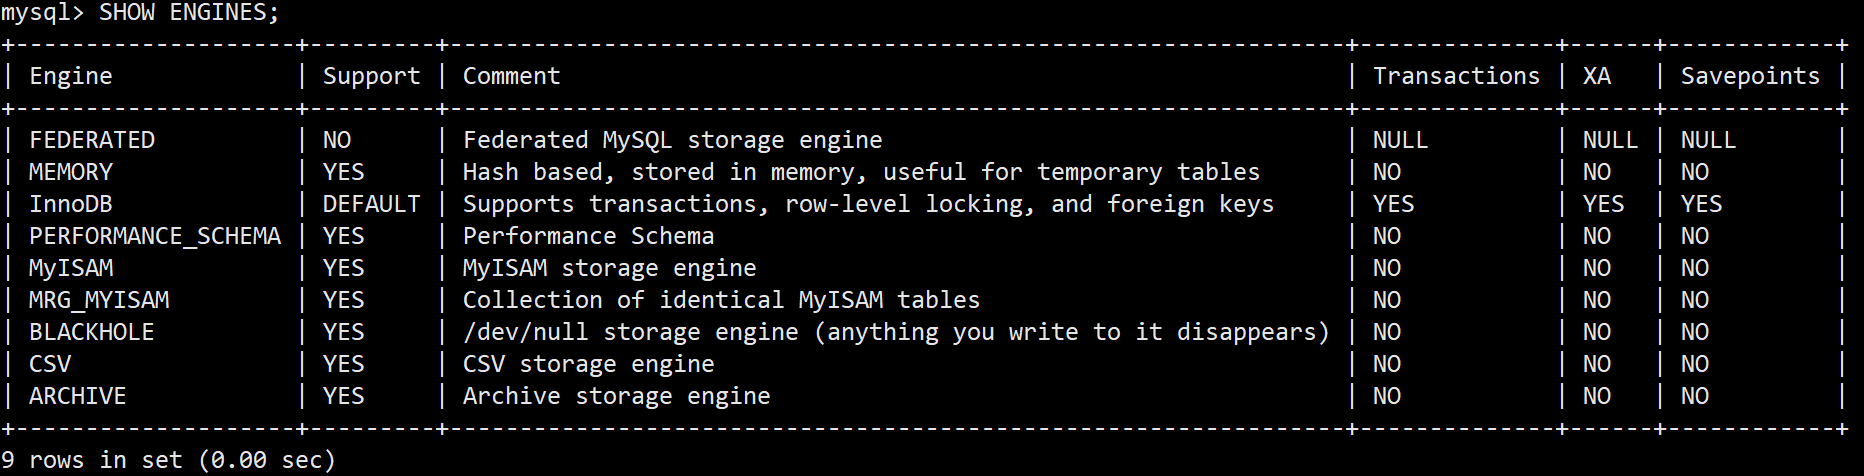 mysql> SHOW ENGINES;
+--------------------+---------+----------------------------------------------------------------+--------------+------+------------+
| Engine             | Support | Comment                                                        | Transactions | XA   | Savepoints |
+--------------------+---------+----------------------------------------------------------------+--------------+------+------------+
| FEDERATED          | NO      | Federated MySQL storage engine                                 | NULL         | NULL | NULL       |
| MEMORY             | YES     | Hash based, stored in memory, useful for temporary tables      | NO           | NO   | NO         |
| InnoDB             | DEFAULT | Supports transactions, row-level locking, and foreign keys     | YES          | YES  | YES        |
| PERFORMANCE_SCHEMA | YES     | Performance Schema                                             | NO           | NO   | NO         |
| MyISAM             | YES     | MyISAM storage engine                                          | NO           | NO   | NO         |
| MRG_MYISAM         | YES     | Collection of identical MyISAM tables                          | NO           | NO   | NO         |
| BLACKHOLE          | YES     | /dev/null storage engine (anything you write to it disappears) | NO           | NO   | NO         |
| CSV                | YES     | CSV storage engine                                             | NO           | NO   | NO         |
| ARCHIVE            | YES     | Archive storage engine                                         | NO           | NO   | NO         |
+--------------------+---------+----------------------------------------------------------------+--------------+------+------------+
9 rows in set (0.00 sec)